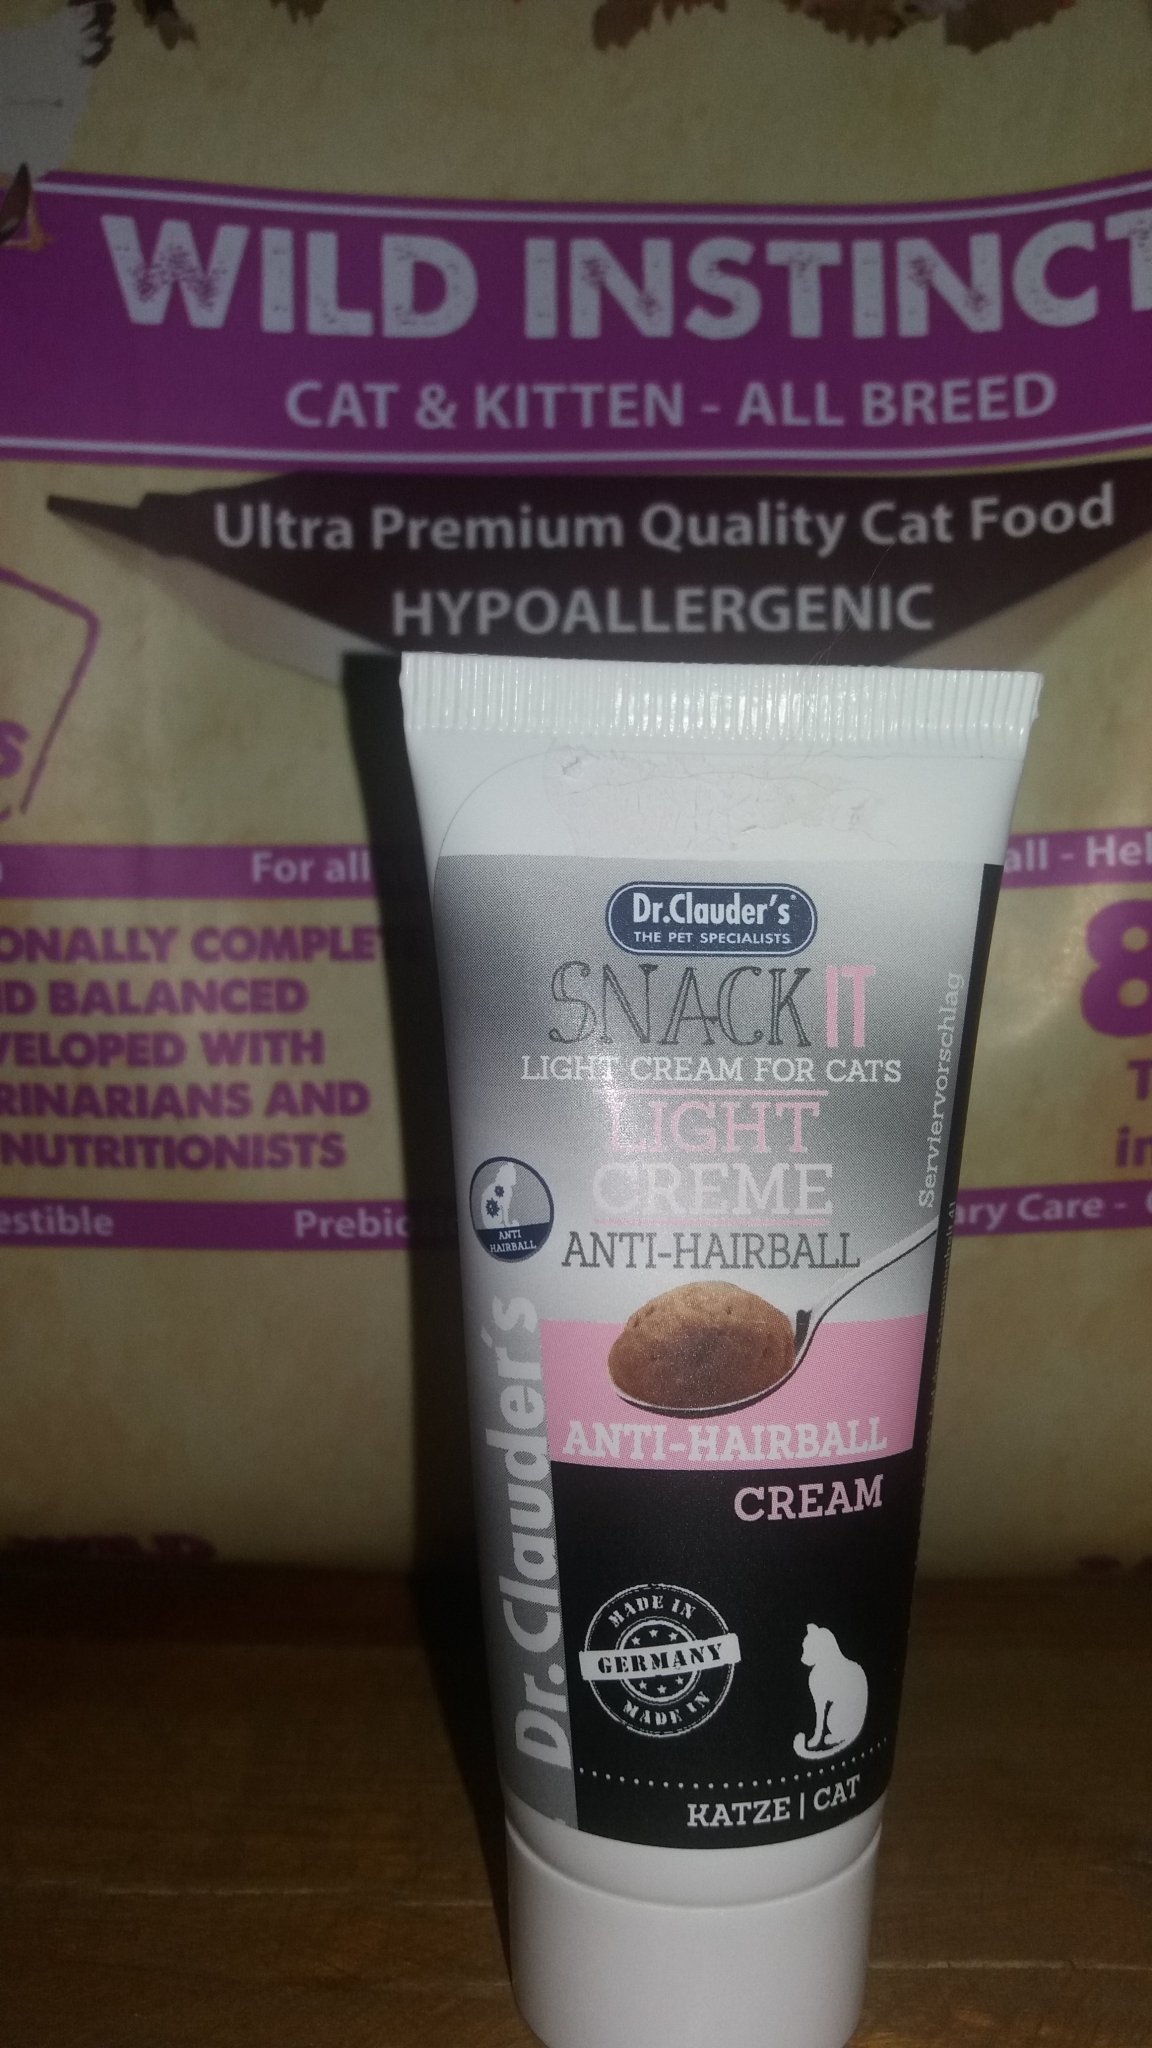 WILD INSTINCT
CAT & KITTEN - ALL BREED
Ultra Premium Quality Cat Food
HYPOALLERGENIC
For all
all - Hel
ONALLY COMPLET
D BALANCED
VELOPED WITH
RINARIANS AND
NUTRITIONISTS
8
T
in
estible
Prebio
ary Care -
Dr.Clauder's
THE PET SPECIALISTS
SNACK IT
LIGHT CREAM FOR CATS
LIGHT
CREME
ANTI-HAIRBALL
Serviervorschlag
ANTI
HAIRBALL
Dr. Clauder's
ANTI-HAIRBALL
CREAM
MADE IN
GERMANY
MADE IN
KATZE | CAT